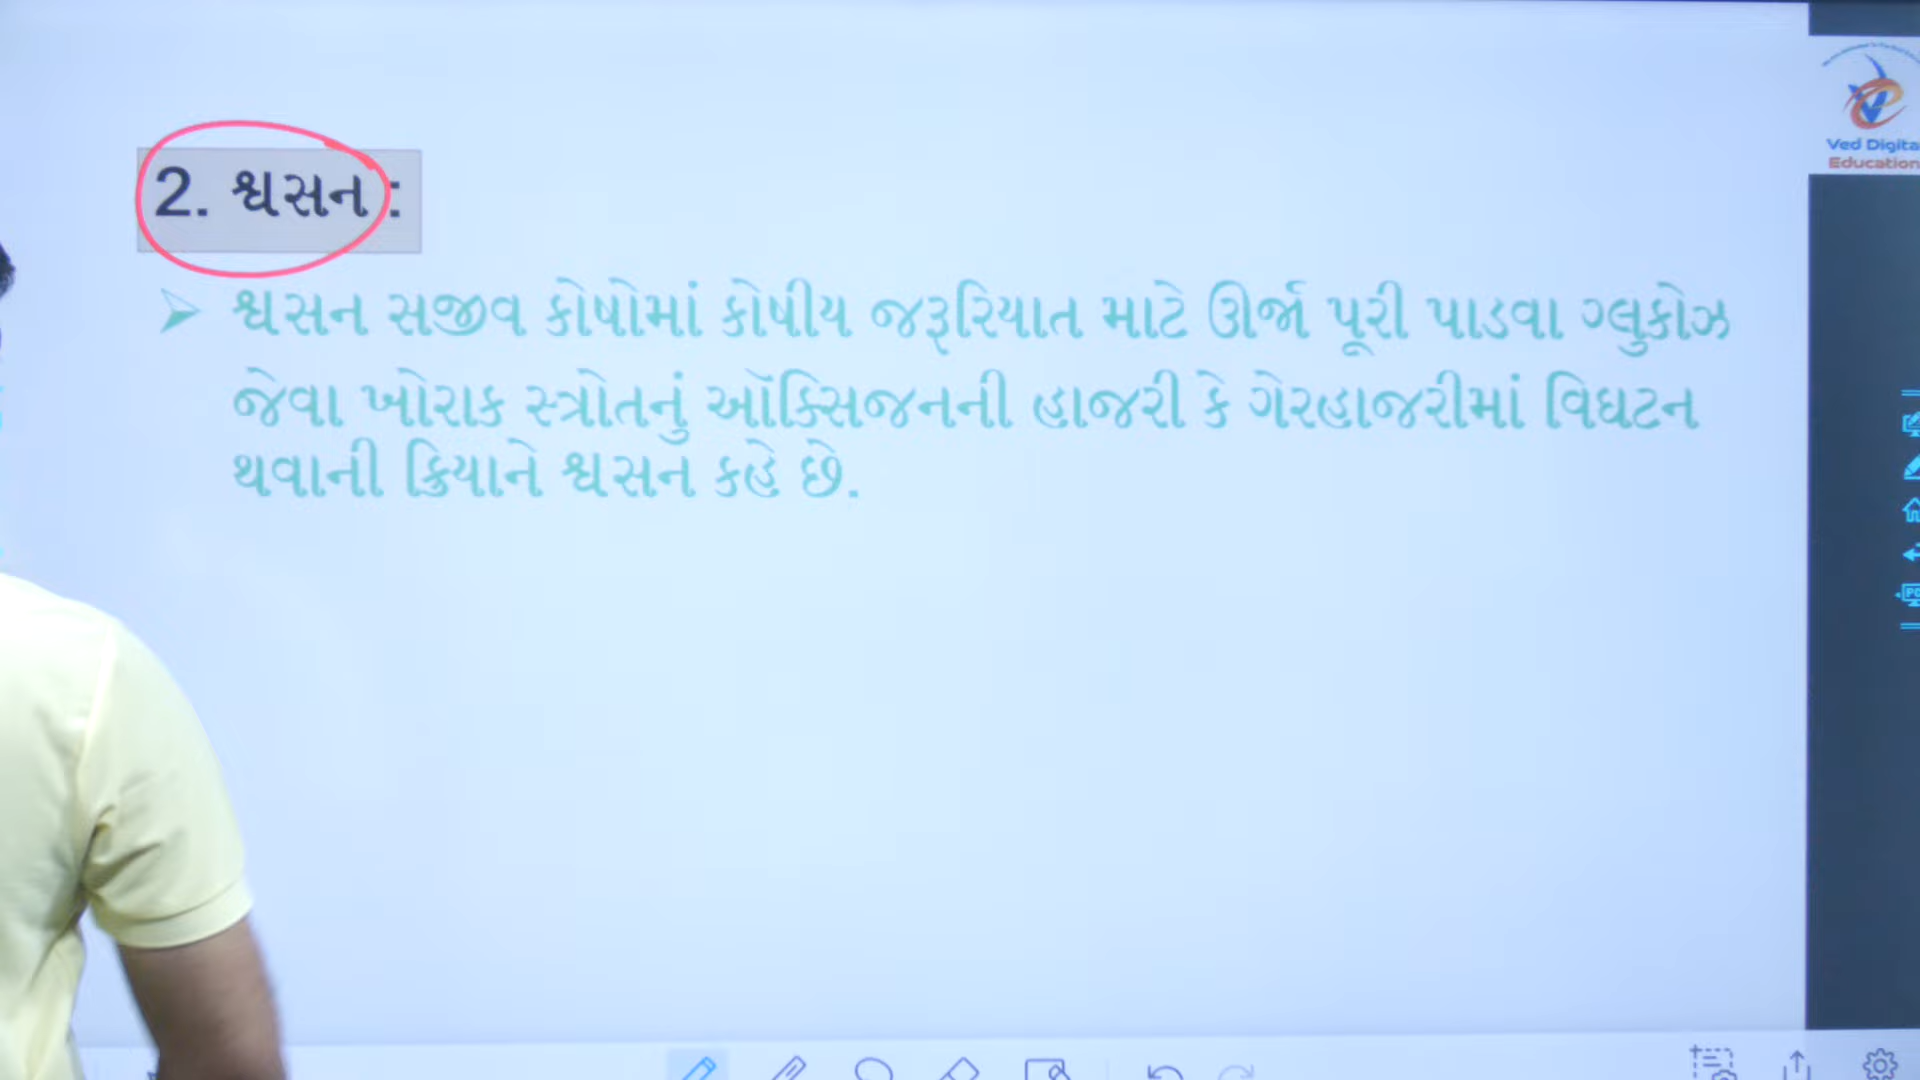 2. શ્વસન :
શ્વસન સજીવ કોષોમાં કોષીય જરૂરિયાત માટે ઊર્જા પૂરી પાડવા ગ્લુકોઝ
જેવા ખોરાક સ્ત્રોતનું ઑક્સિજનની હાજરી કે ગેરહાજરીમાં વિઘટન
થવાની ક્રિયાને શ્વસન કહે છે.
Ved Digita
Education